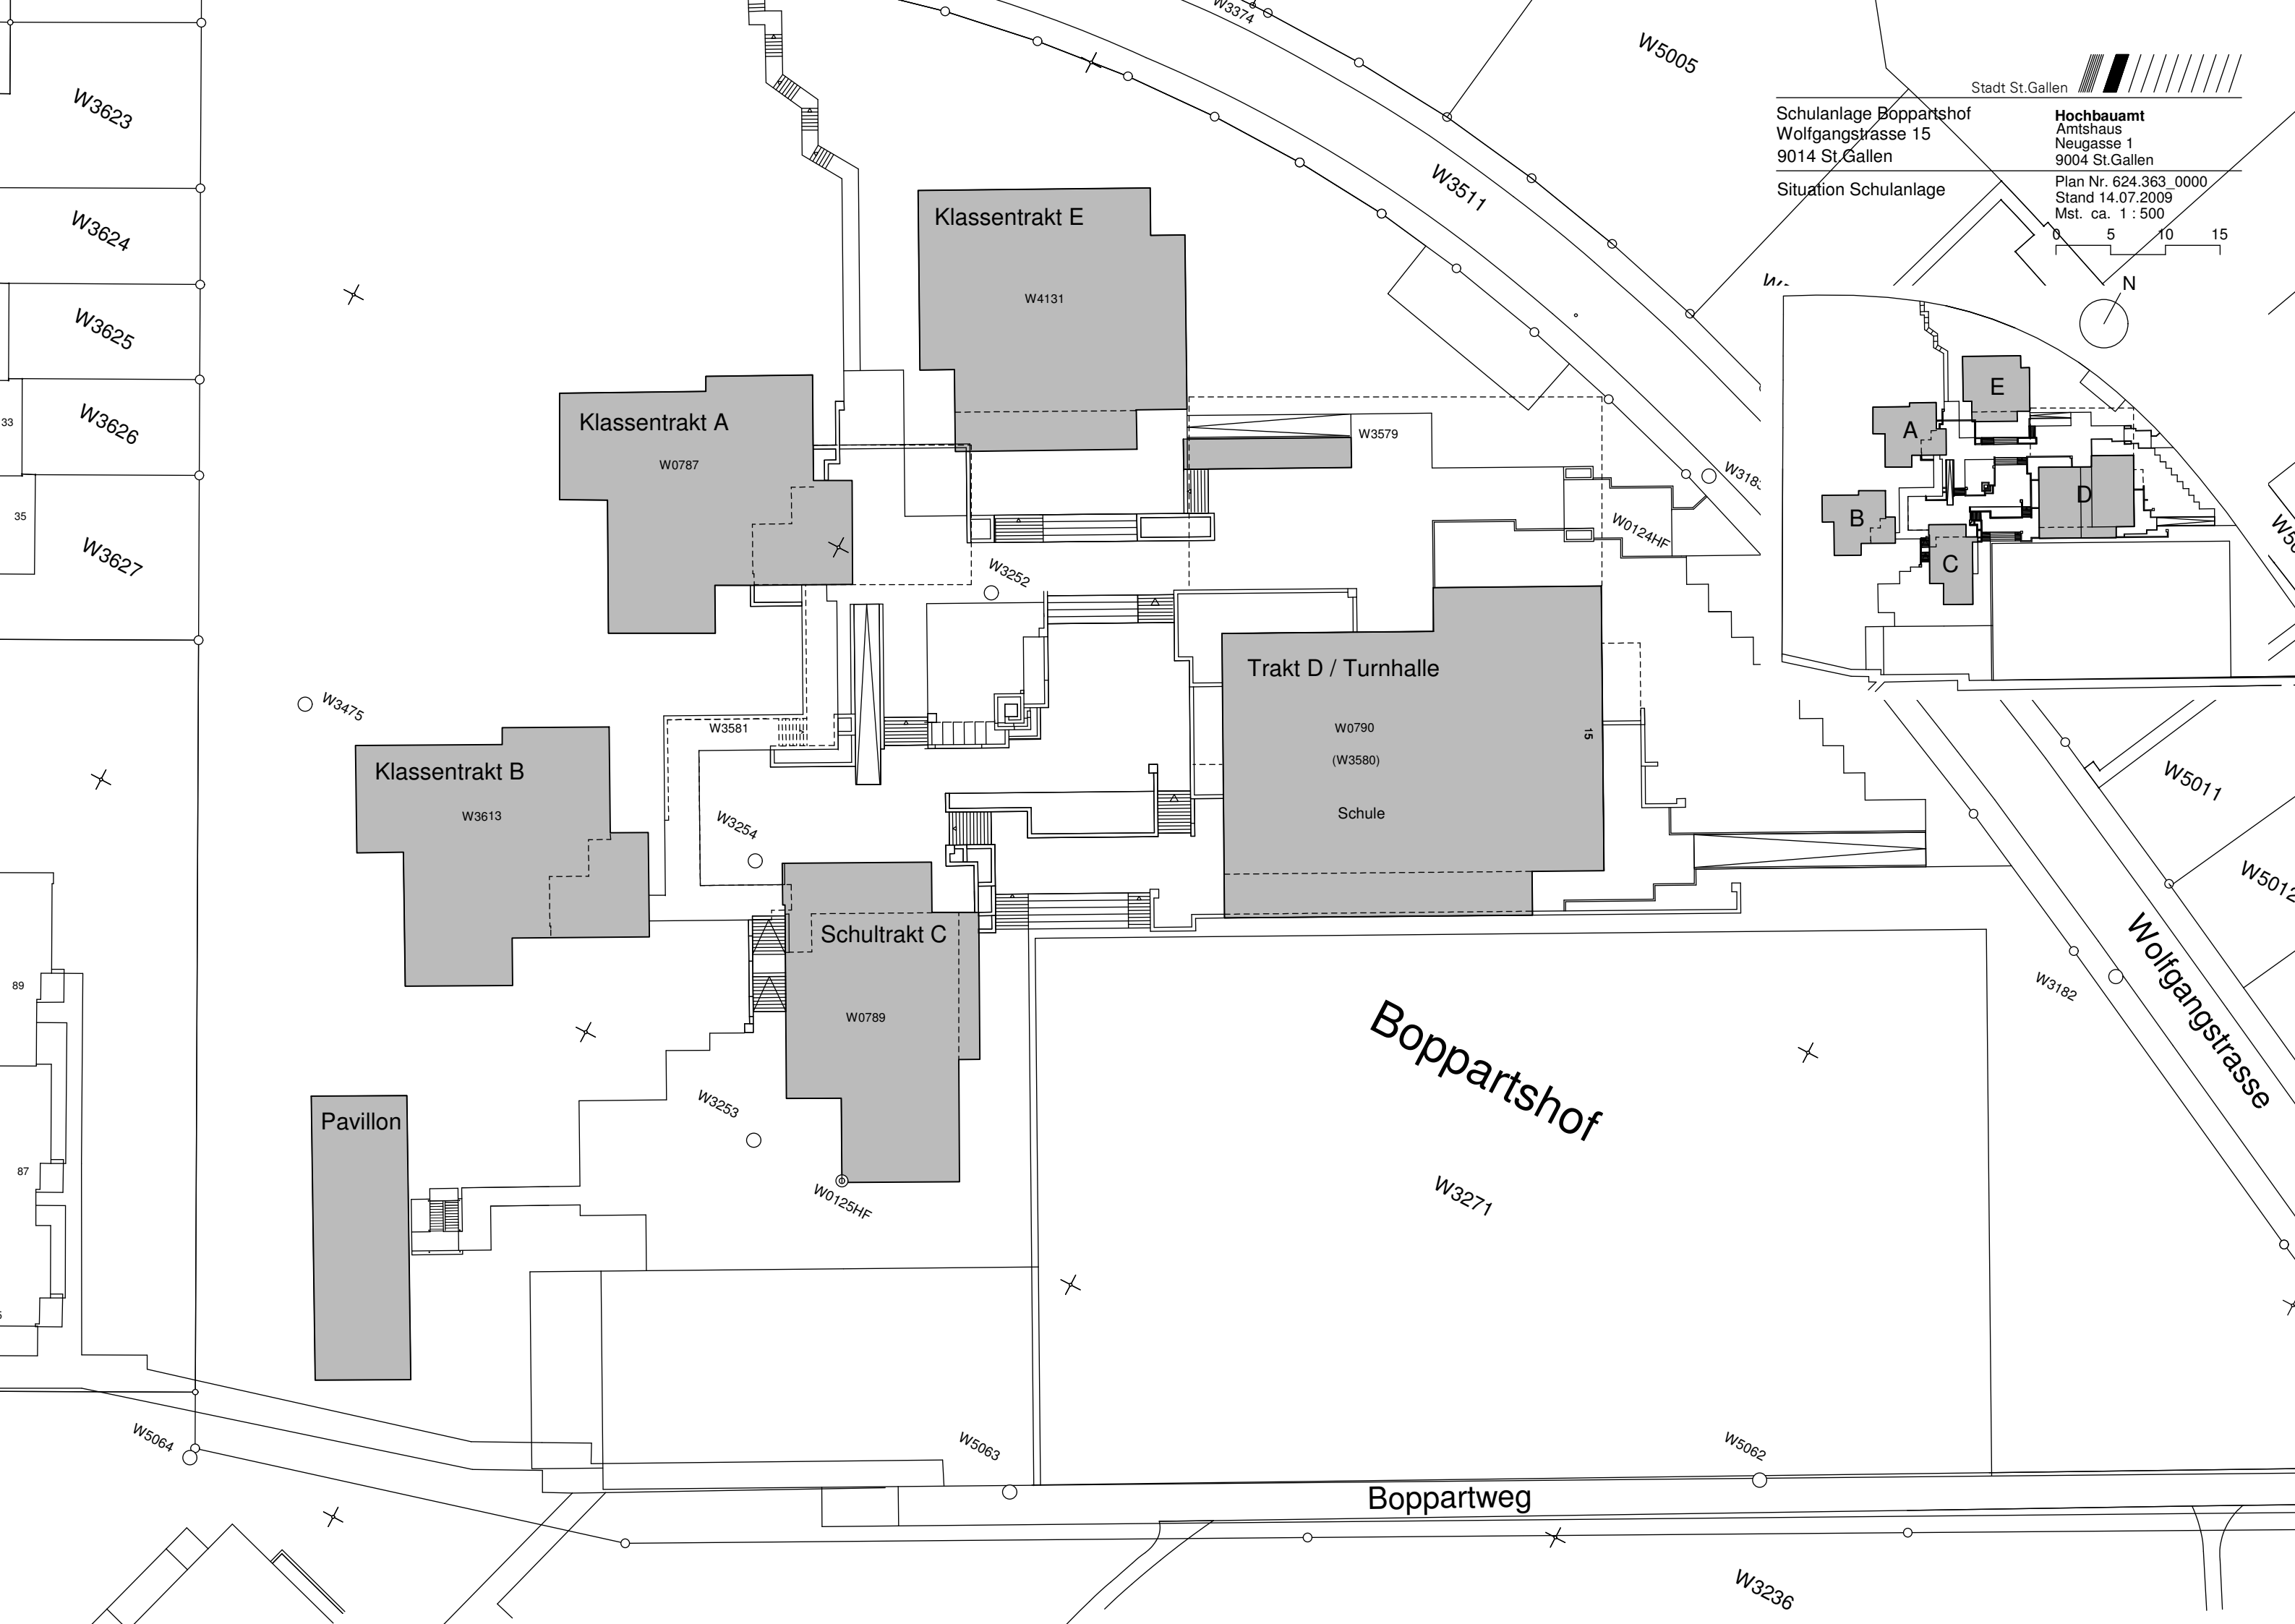 Stadt St.Gallen
Schulanlage Boppartshof
Wolfgangstrasse 15
9014 St.Gallen
Situation Schulanlage
Hochbauamt
Amtshaus
Neugasse 1
9004 St.Gallen
Plan Nr. 624.363_0000
Stand 14.07.2009
Mst. ca. 1 : 500
0 5 10 15
N
E
A
D
B
C
W3374
W5005
W3511
W3623
W3624
W3625
W3626
33
W3627
35
Klassentrakt E
W4131
Klassentrakt A
W0787
W3579
W0124HF
W3252
W3475
W3581
Klassentrakt B
W3613
W3254
Trakt D / Turnhalle
W0790
(W3580)
Schule
15
Schultrakt C
W0789
W3253
W0125HF
Pavillon
89
87
Boppartshof
W3271
W5011
W5012
W3182
Wolfgangstrasse
W5064
W5063
W5062
Boppartweg
W3236